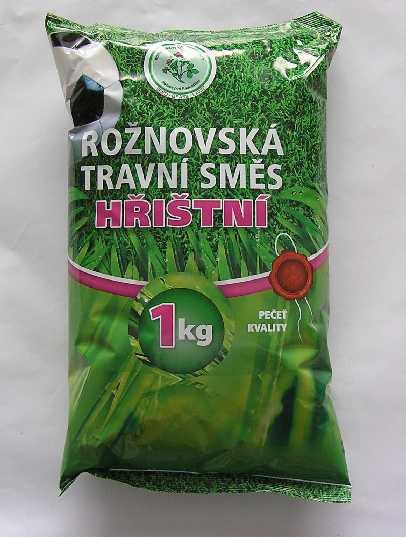 ROŽNOVSKÁ
TRAVNÍ SMĚS
HŘIŠTNÍ
1kg
PEČEŤ
KVALITY